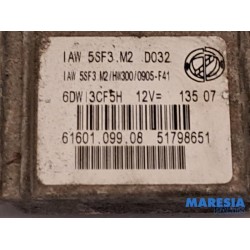 IAW 5SF3.M2 D032
IAW 5SF3 M2/HW300/0905-F41
6DW13CF5H 12V= 135 07
61601.099.08 51798651
MARESIA